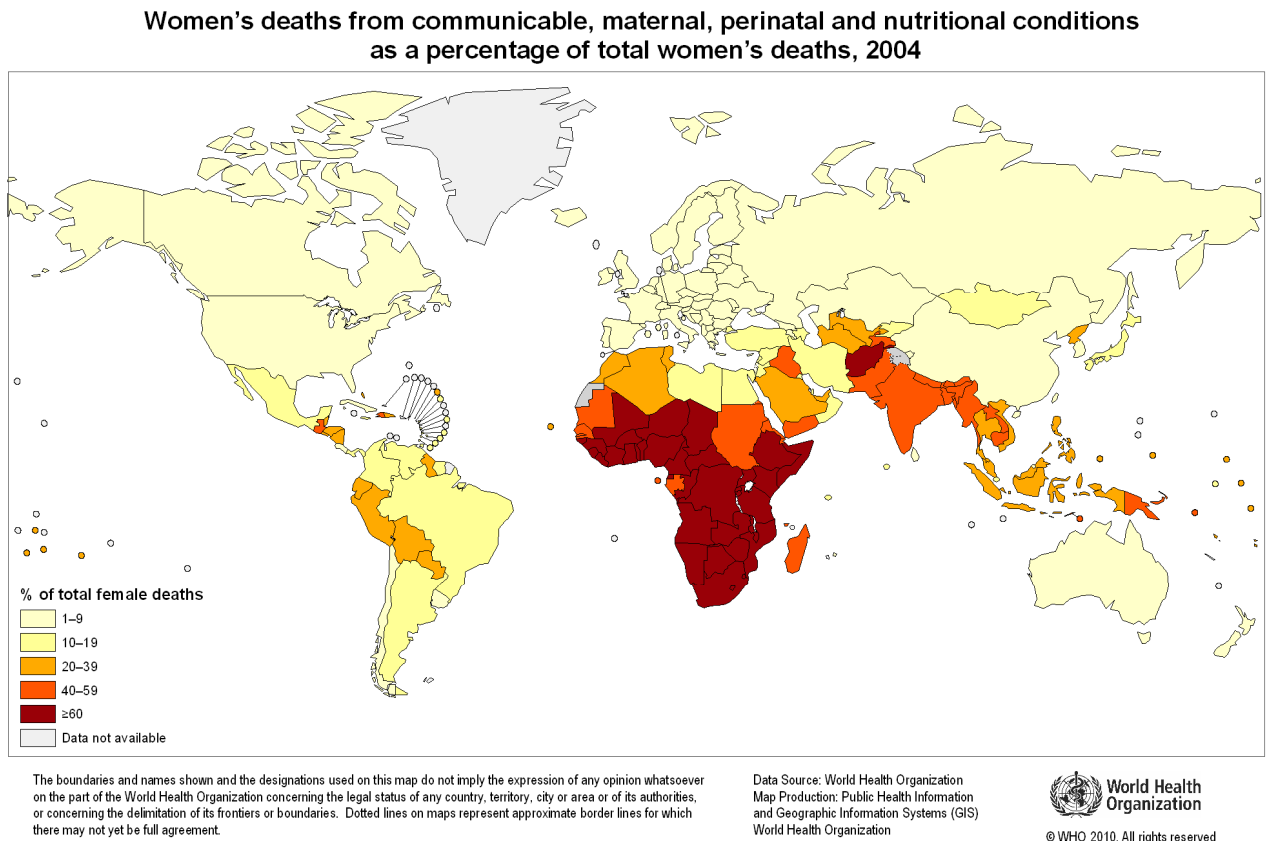 Women's deaths from communicable, maternal, perinatal and nutritional conditions
as a percentage of total women's deaths, 2004
% of total female deaths
1–9
10–19
20–39
40–59
≥60
Data not available
The boundaries and names shown and the designations used on this map do not imply the expression of any opinion whatsoever
on the part of the World Health Organization concerning the legal status of any country, territory, city or area or of its authorities,
or concerning the delimitation of its frontiers or boundaries.  Dotted lines on maps represent approximate border lines for which
there may not yet be full agreement.
Data Source: World Health Organization
Map Production: Public Health Information
and Geographic Information Systems (GIS)
World Health Organization
World Health
Organization
© WHO 2010. All rights reserved